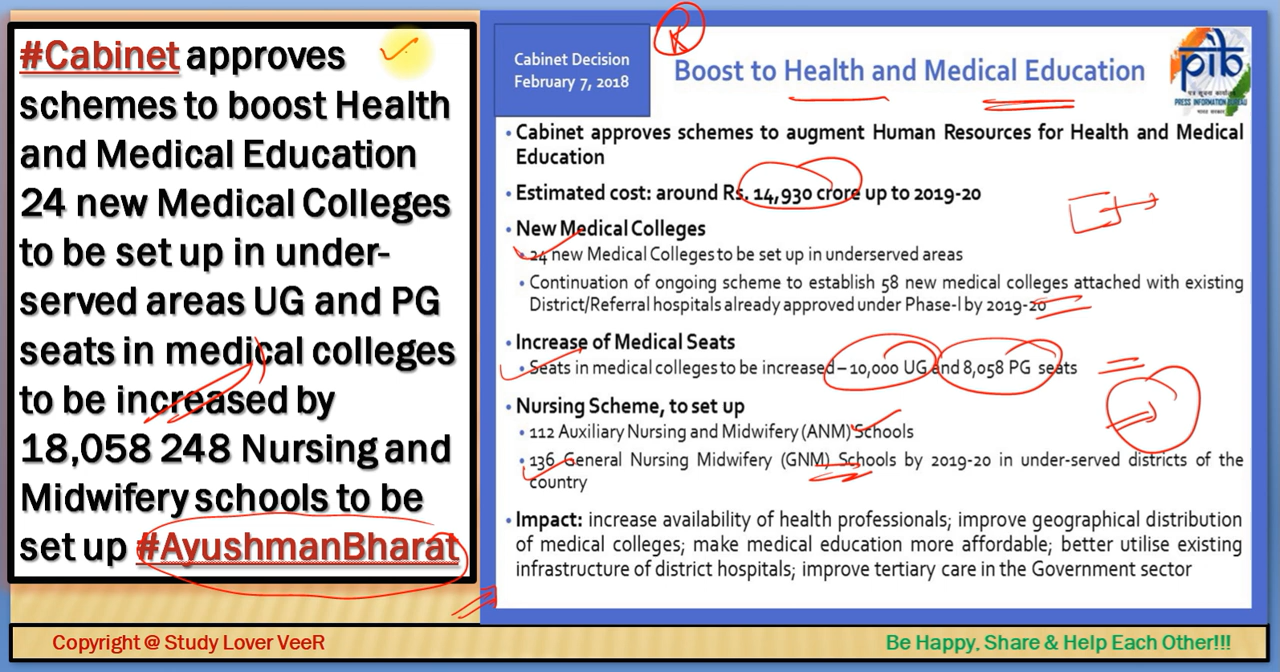 #Cabinet approves
schemes to boost Health
and Medical Education
24 new Medical Colleges
to be set up in under-
served areas UG and PG
seats in medical colleges
to be increased by
18,058 248 Nursing and
Midwifery schools to be
set up #AyushmanBharat
Cabinet Decision
February 7, 2018
R
Boost to Health and Medical Education
pib
PRESS INFORMATION BUREAU
• Cabinet approves schemes to augment Human Resources for Health and Medical
Education
• Estimated cost: around Rs. 14,930 crore up to 2019-20
• New Medical Colleges
• 24 new Medical Colleges to be set up in underserved areas
• Continuation of ongoing scheme to establish 58 new medical colleges attached with existing
District/Referral hospitals already approved under Phase-I by 2019-20
• Increase of Medical Seats
• Seats in medical colleges to be increased – 10,000 UG and 8,058 PG seats
• Nursing Scheme, to set up
• 112 Auxiliary Nursing and Midwifery (ANM) Schools
• 136 General Nursing Midwifery (GNM) Schools by 2019-20 in under-served districts of the
country
• Impact: increase availability of health professionals; improve geographical distribution
of medical colleges; make medical education more affordable; better utilise existing
infrastructure of district hospitals; improve tertiary care in the Government sector
Copyright @ Study Lover VeeR
Be Happy, Share & Help Each Other!!!